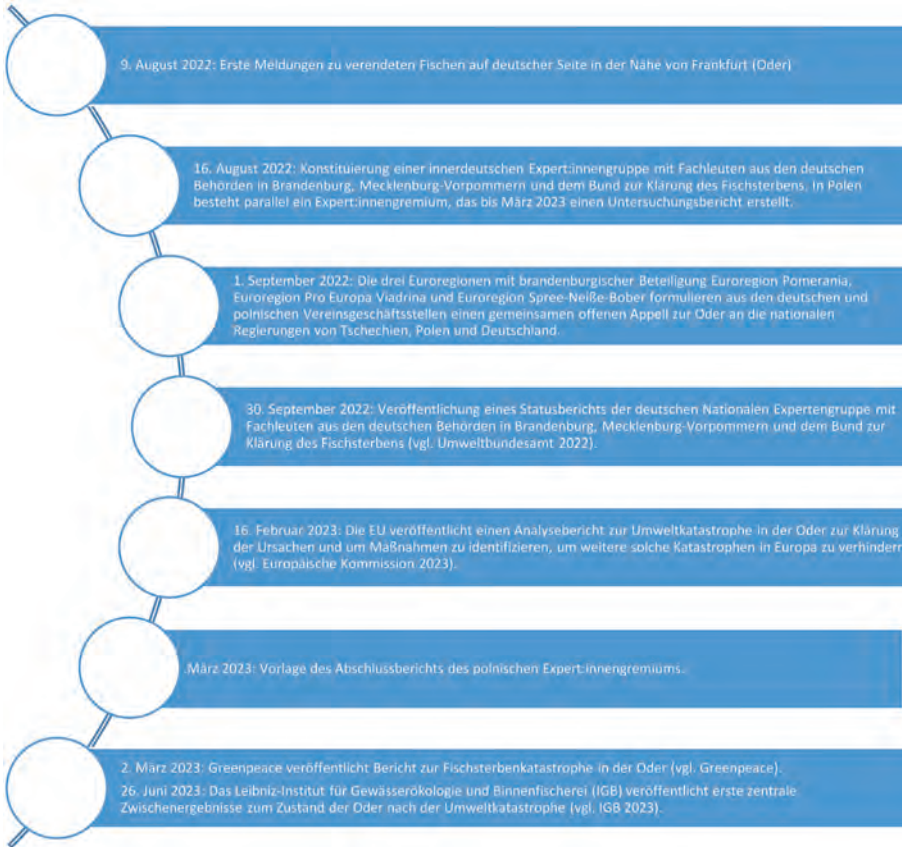 9. August 2022: Erste Meldungen zu verendeten Fischen auf deutscher Seite in der Nähe von Frankfurt (Oder)
16. August 2022: Konstituierung einer innerdeutschen Expert:innengruppe mit Fachleuten aus den deutschen
Behörden in Brandenburg, Mecklenburg-Vorpommern und dem Bund zur Klärung des Fischsterbens. In Polen
besteht parallel ein Expert:innengremium, das bis März 2023 einen Untersuchungsbericht erstellt.
1. September 2022: Die drei Euroregionen mit brandenburgischer Beteiligung Euroregion Pomerania,
Euroregion Pro Europa Viadrina und Euroregion Spree-Neiße-Bober formulieren aus den deutschen und
polnischen Vereinsgeschäftsstellen einen gemeinsamen offenen Appell zur Oder an die nationalen
Regierungen von Tschechien, Polen und Deutschland.
30. September 2022: Veröffentlichung eines Statusberichts der deutschen Nationalen Expertengruppe mit
Fachleuten aus den deutschen Behörden in Brandenburg, Mecklenburg-Vorpommern und dem Bund zur
Klärung des Fischsterbens (vgl. Umweltbundesamt 2022).
16. Februar 2023: Die EU veröffentlicht einen Analysebericht zur Umweltkatastrophe in der Oder zur Klärung
der Ursachen und um Maßnahmen zu identifizieren, um weitere solche Katastrophen in Europa zu verhindern
(vgl. Europäische Kommission 2023).
.März 2023: Vorlage des Abschlussberichts des polnischen Expert:innengremiums.
2. März 2023: Greenpeace veröffentlicht Bericht zur Fischsterbenkatastrophe in der Oder (vgl. Greenpeace).
26. Juni 2023: Das Leibniz-Institut für Gewässerökologie und Binnenfischerei (IGB) veröffentlicht erste zentrale
Zwischenergebnisse zum Zustand der Oder nach der Umweltkatastrophe (vgl. IGB 2023).